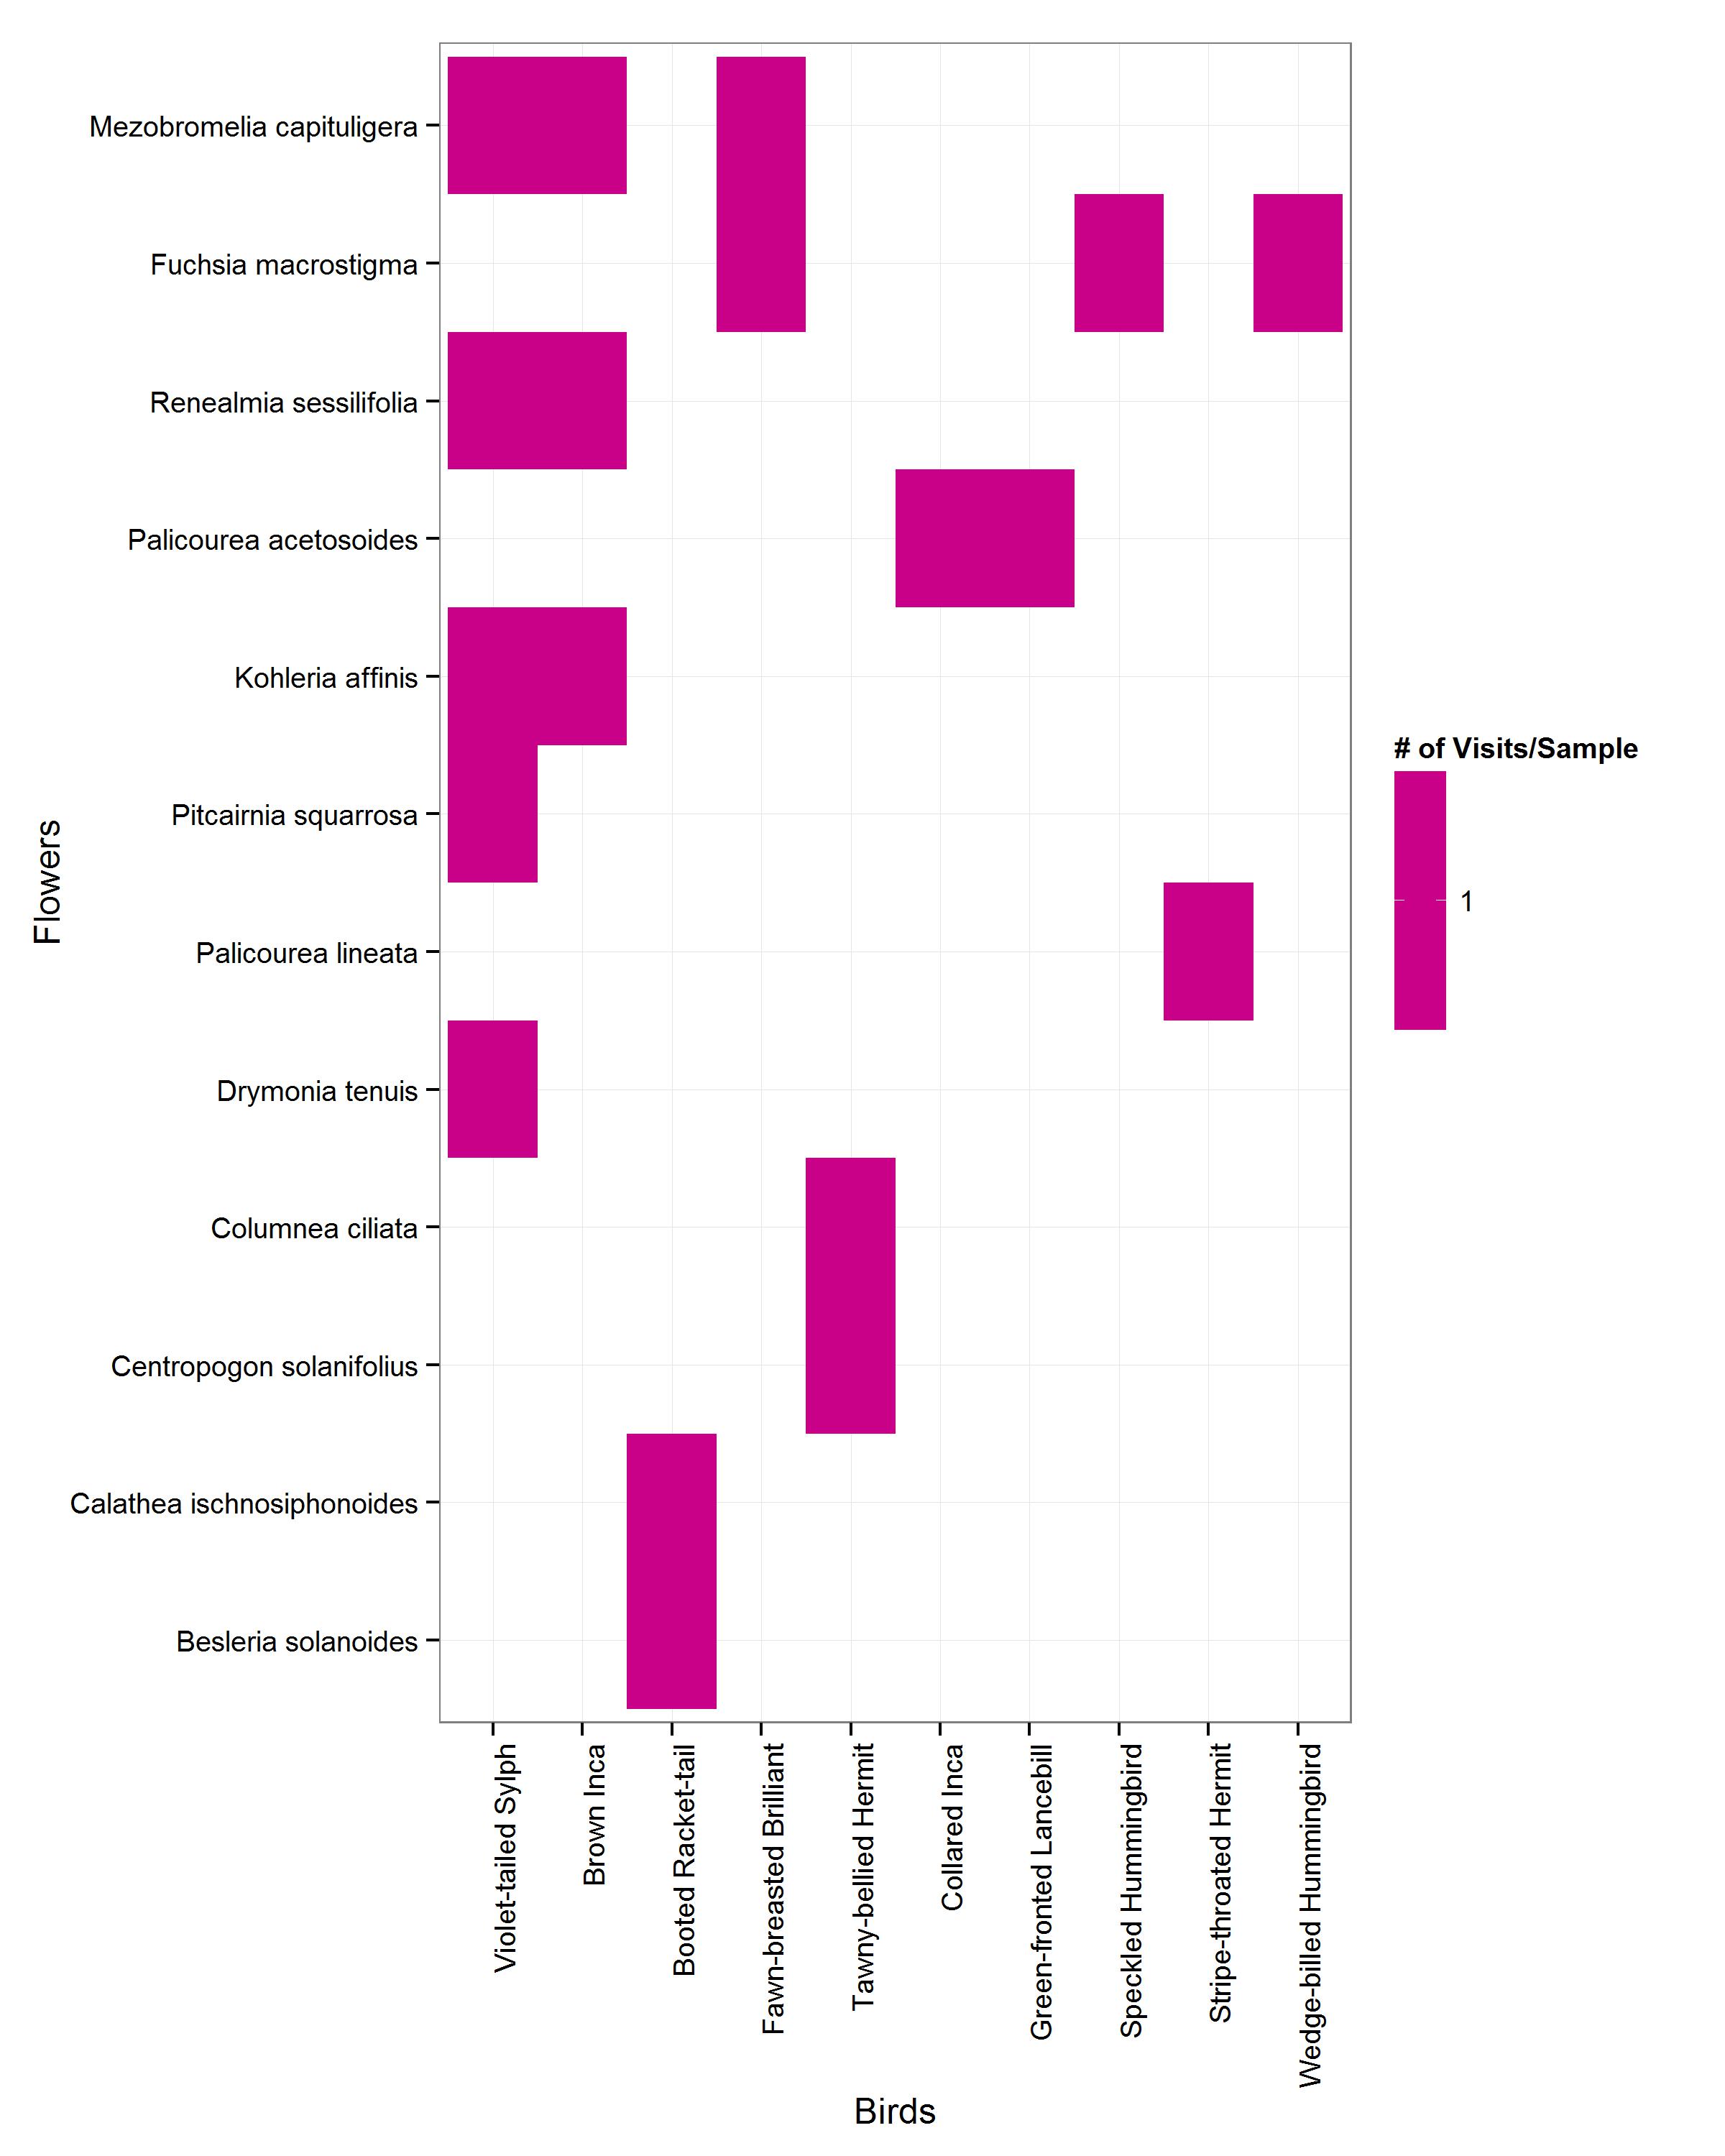 Mezobromelia capituligera
Fuchsia macrostigma
Renealmia sessilifolia
Palicourea acetosoides
Kohleria affinis
Pitcairnia squarrosa
Palicourea lineata
Drymonia tenuis
Columnea ciliata
Centropogon solanifolius
Calathea ischnosiphonoides
Besleria solanoides
Flowers
Violet-tailed Sylph
Brown Inca
Booted Racket-tail
Fawn-breasted Brilliant
Tawny-bellied Hermit
Collared Inca
Green-fronted Lancebill
Speckled Hummingbird
Stripe-throated Hermit
Wedge-billed Hummingbird
Birds
# of Visits/Sample
1